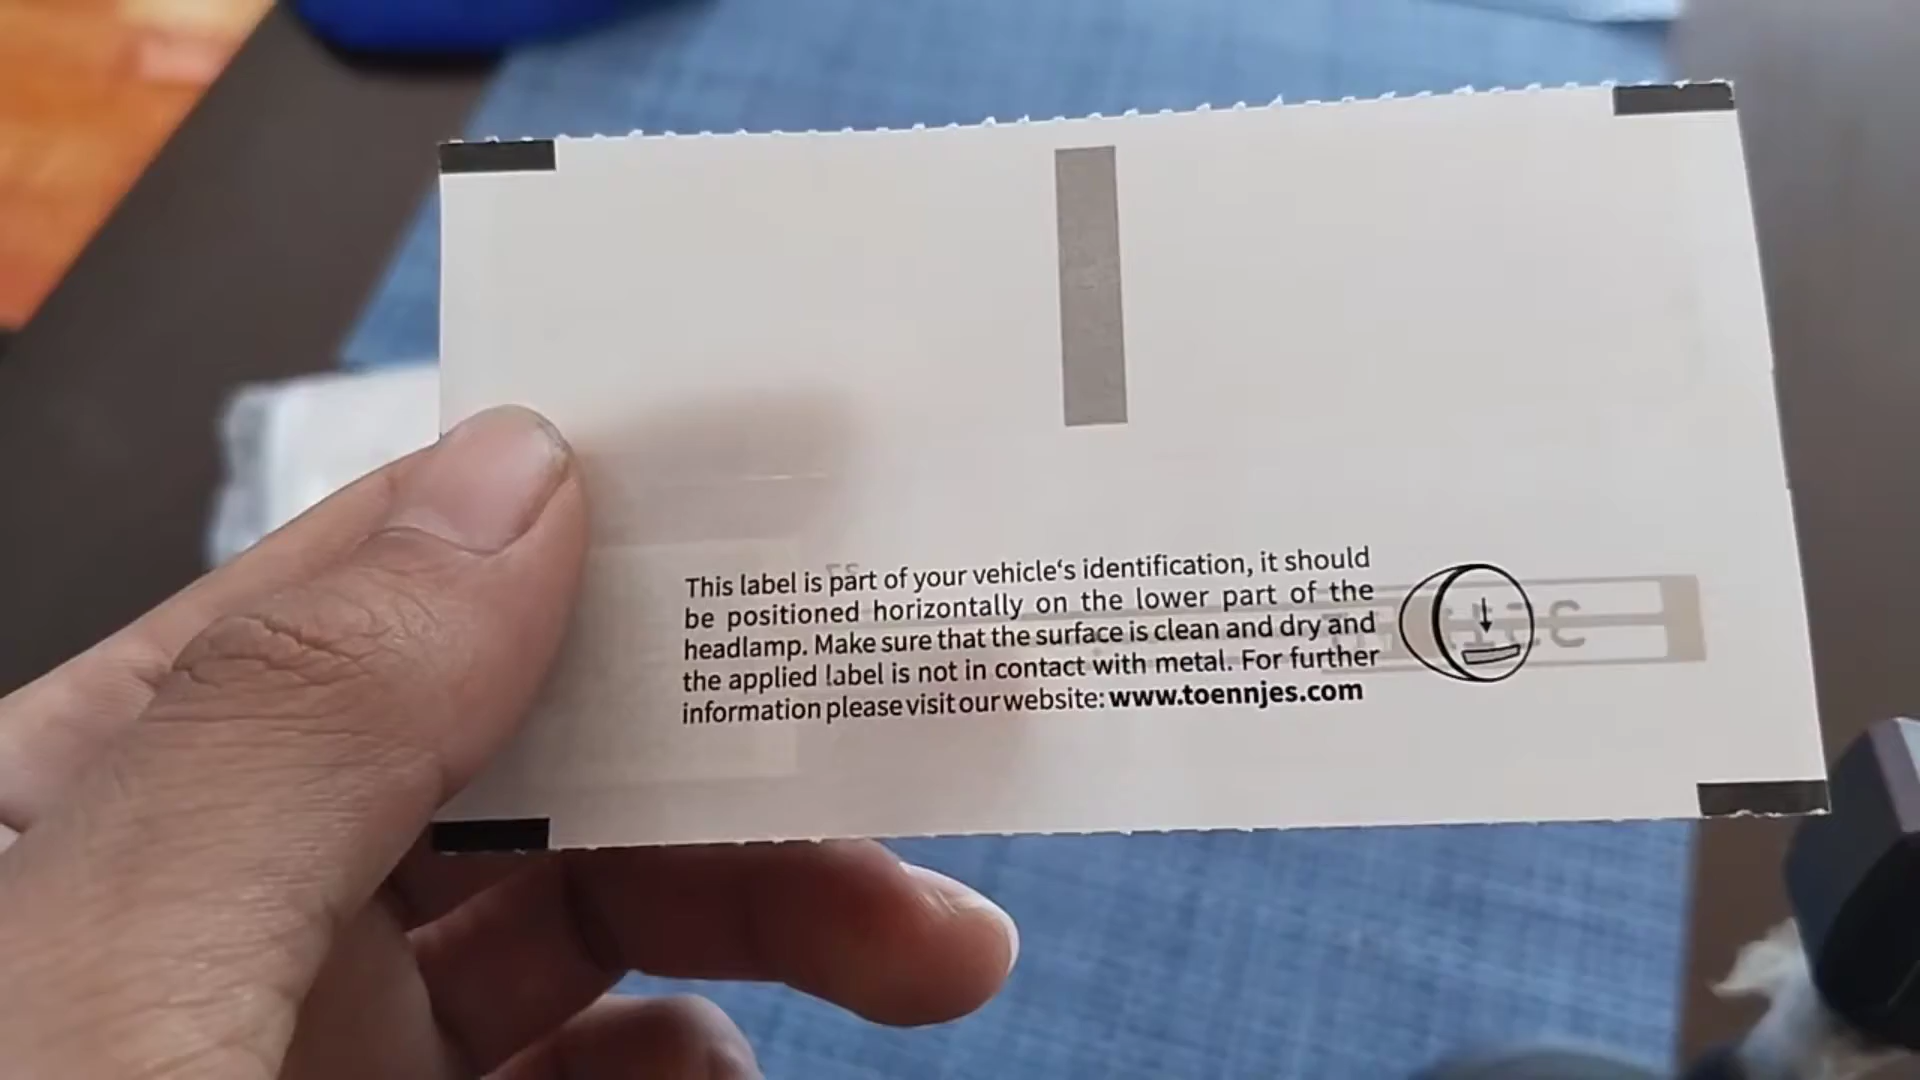 This label is part of your vehicle‘s identification, it should
be positioned horizontally on the lower part of the
headlamp. Make sure that the surface is clean and dry and
the applied label is not in contact with metal. For further
information please visit our website: www.toennjes.com